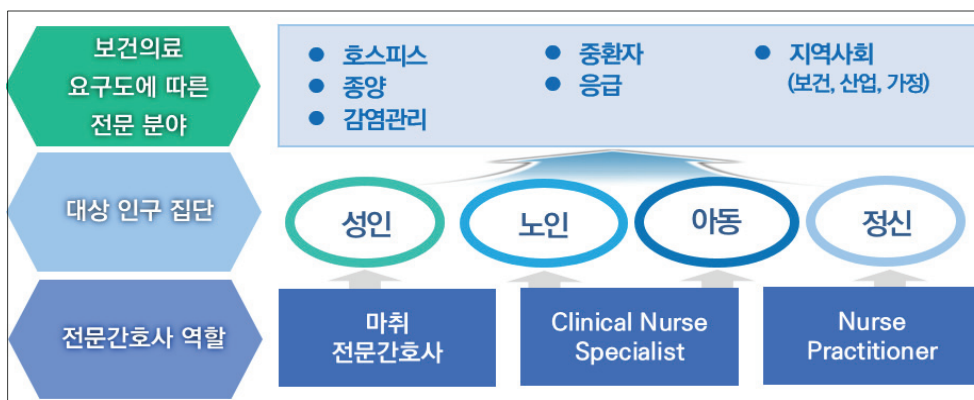 보건의료
요구도에 따른
전문 분야
● 호스피스
● 종양
● 감염관리
● 중환자
● 응급
● 지역사회
(보건, 산업, 가정)
대상 인구 집단
성인
노인
아동
정신
전문간호사 역할
마취
전문간호사
Clinical Nurse
Specialist
Nurse
Practitioner